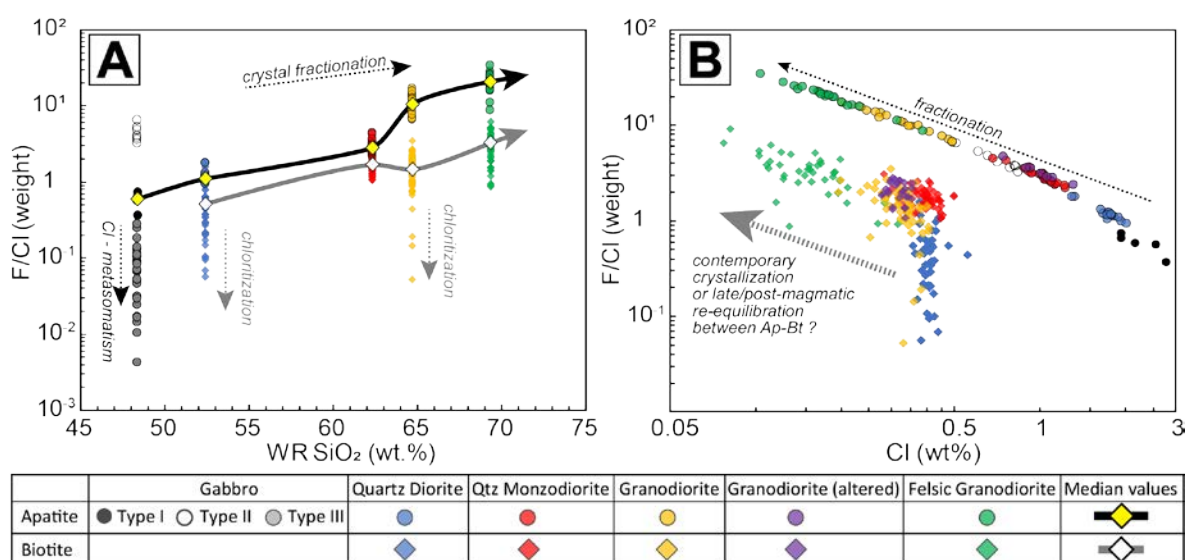 A
B
10²
10¹
1
10⁻¹
10⁻²
10⁻³
F/Cl (weight)
crystal fractionation
Cl - metasomatism
chloritization
chloritization
45 50 55 60 65 70 75
WR SiO₂ (wt.%)
10²
10¹
1
10⁻¹
F/Cl (weight)
fractionation
contemporary
crystallization
or late/post-magmatic
re-equilibration
between Ap-Bt ?
0.05 0.5 1 3
Cl (wt%)
Gabbro Quartz Diorite Qtz Monzodiorite Granodiorite Granodiorite (altered) Felsic Granodiorite Median values
Apatite Type I Type II Type III
Biotite